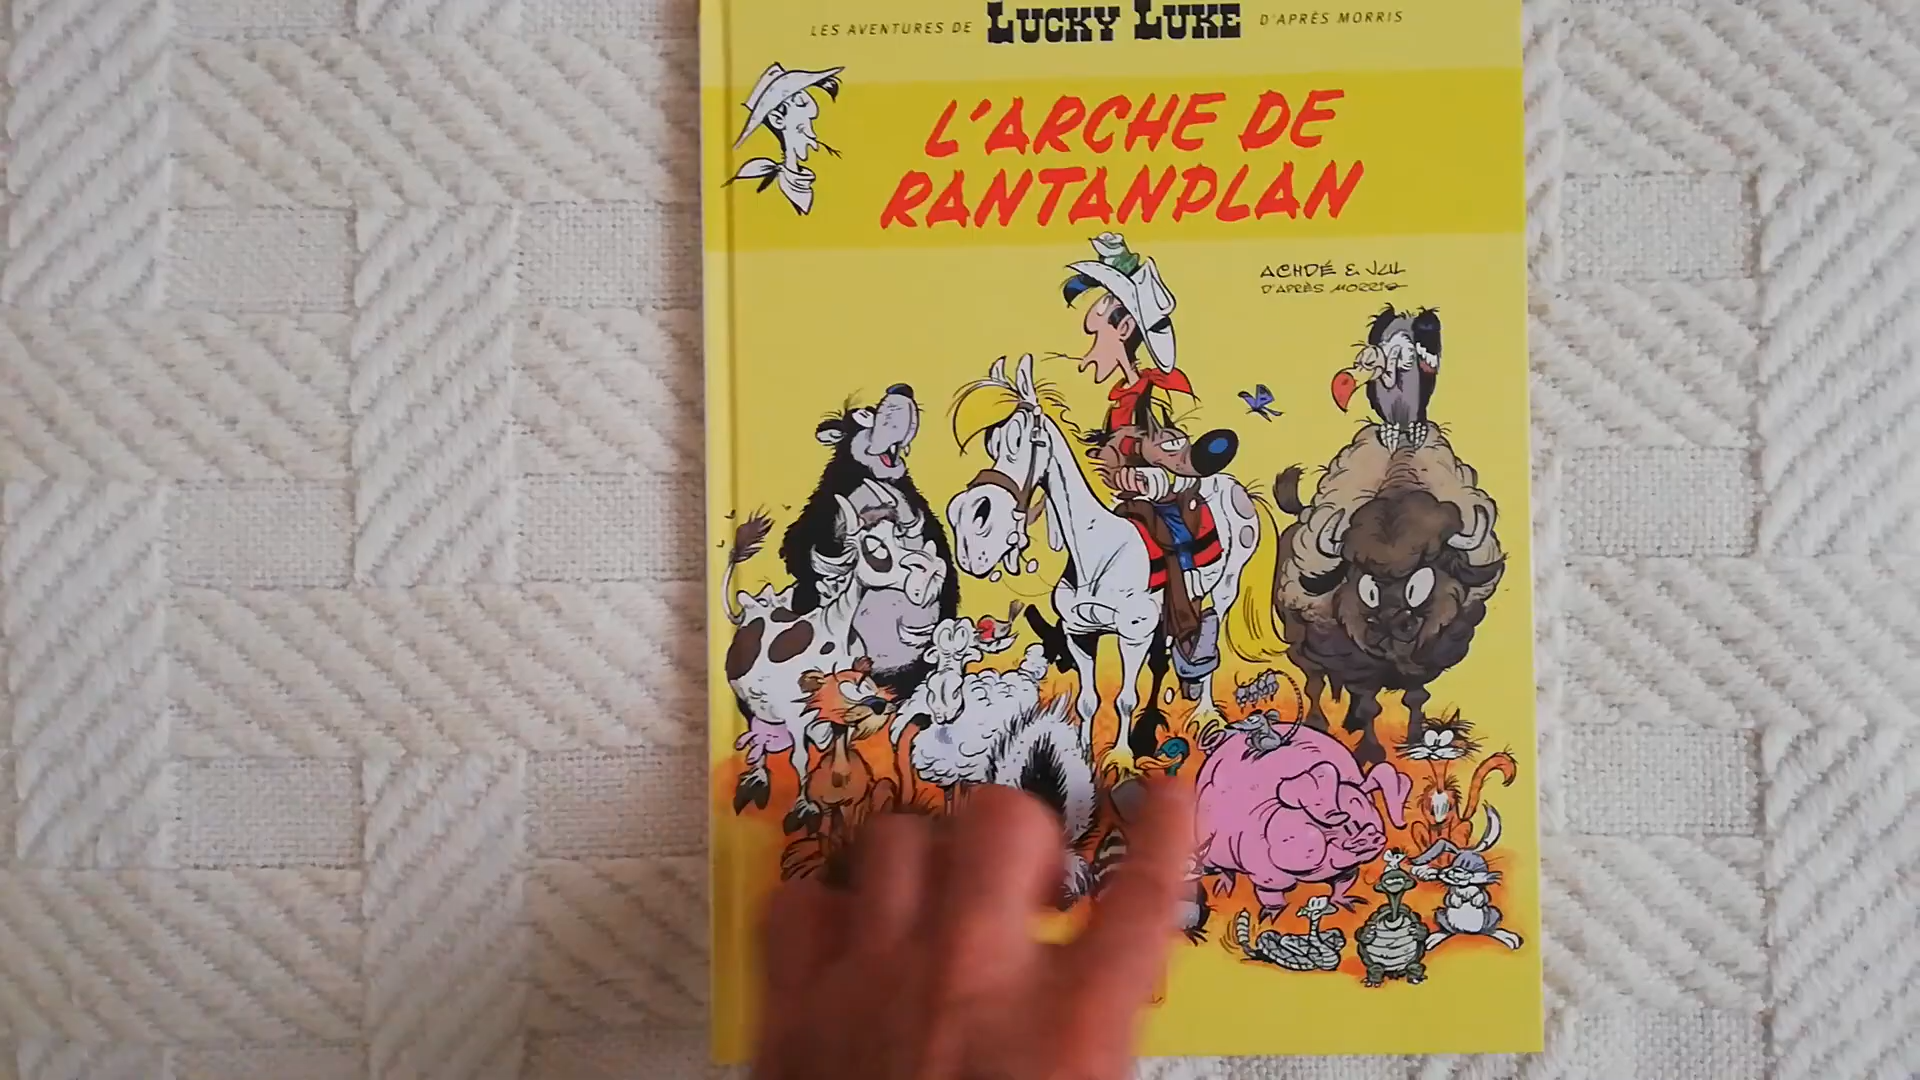 LES AVENTURES DE LUCKY LUKE D'APRÈS MORRIS
L'ARCHE DE
RANTANPLAN
ACHDÉ & JUL
D'APRÈS MORRIS